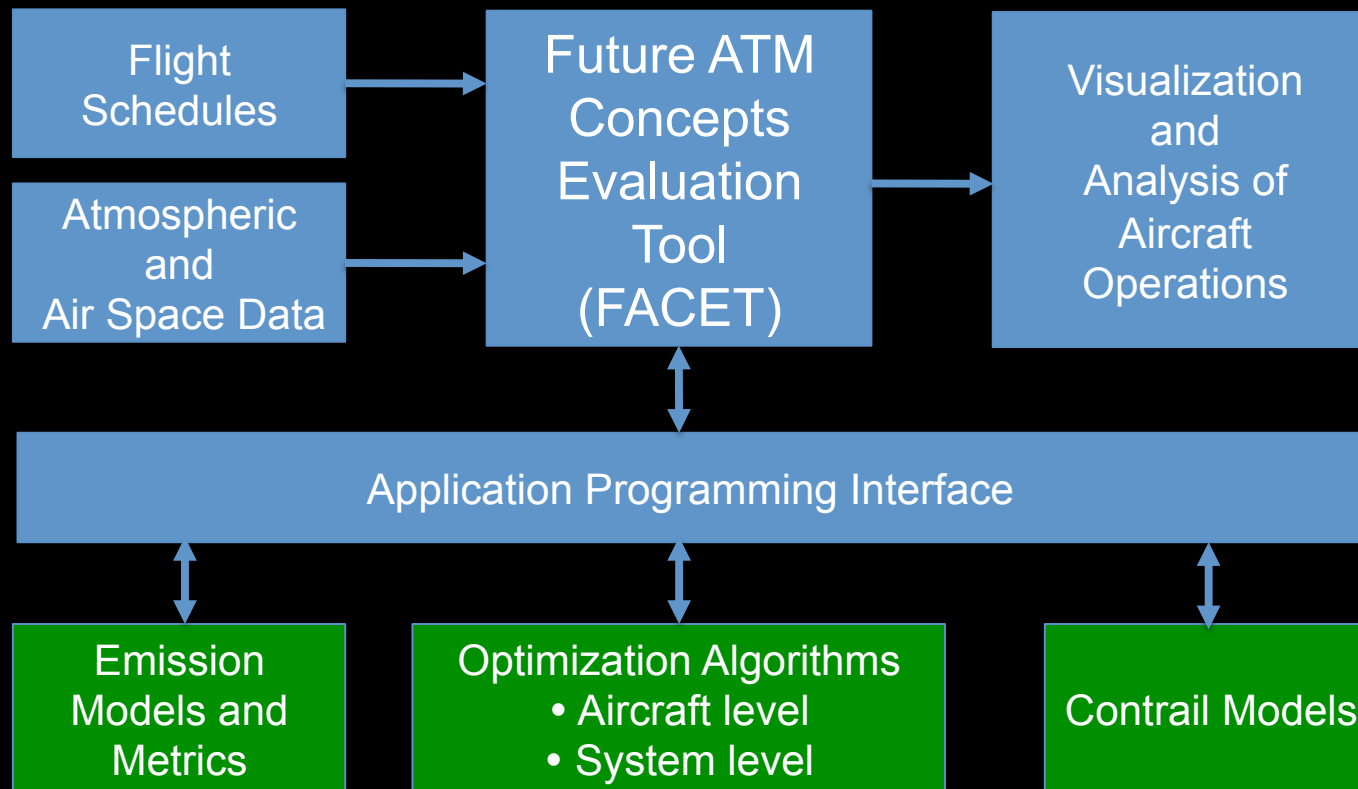 Flight
Schedules
Atmospheric
and
Air Space Data
Future ATM
Concepts
Evaluation
Tool
(FACET)
Visualization
and
Analysis of
Aircraft
Operations
Application Programming Interface
Emission
Models and
Metrics
Optimization Algorithms
• Aircraft level
• System level
Contrail Models